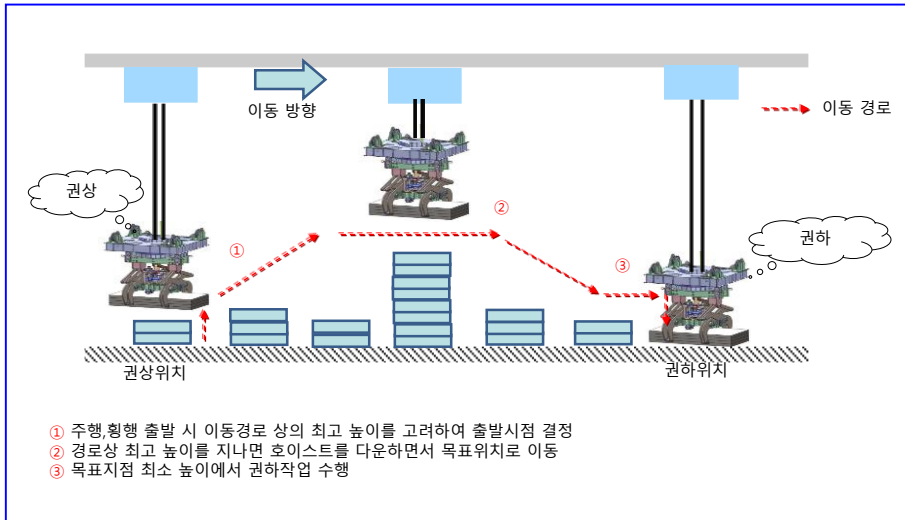 이동 방향
이동 경로
권상
②
권하
①
③
권상위치
권하위치
① 주행,횡행 출발 시 이동경로 상의 최고 높이를 고려하여 출발시점 결정
② 경로상 최고 높이를 지나면 호이스트를 다운하면서 목표위치로 이동
③ 목표지점 최소 높이에서 권하작업 수행